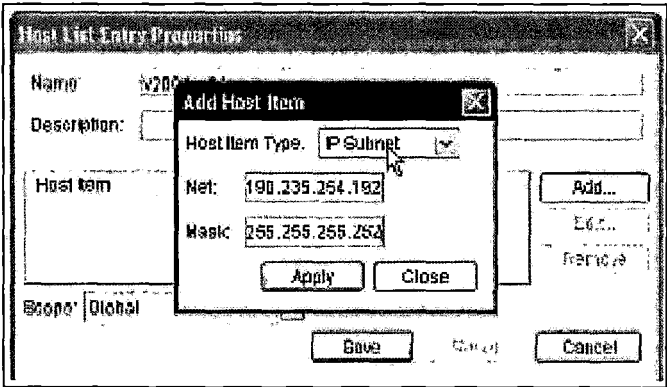 Host List Entry Properties
Name:
Description:
Host Item
Add...
Edit...
Remove
Scope: Global
Save
Cancel
Add Host Item
Host Item Type: IP Subnet
Net: 190.235.254.192
Mask: 255.255.255.252
Apply
Close